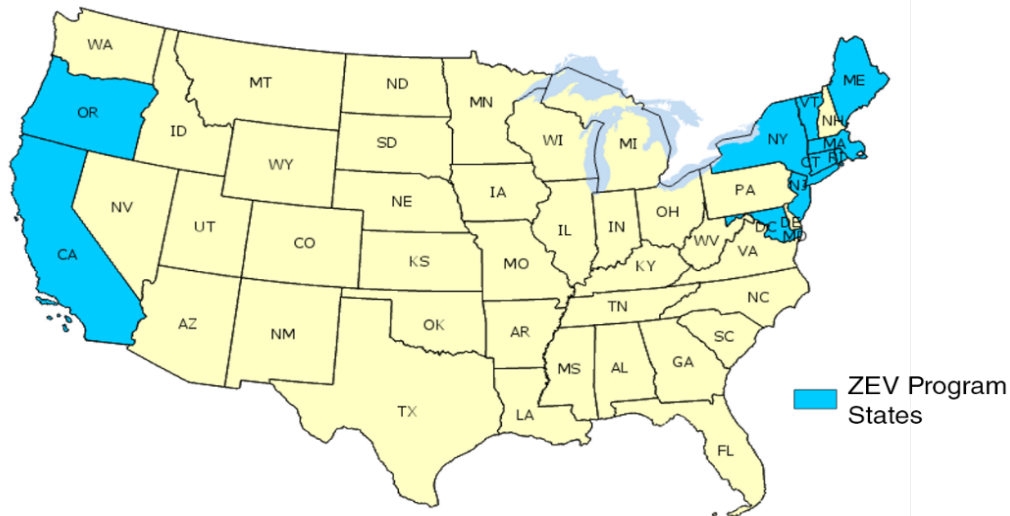 WA
MT
ND
MN
ME
OR
ID
SD
WI
MI
VT
NH
NY
MA
WY
CT
RI
NV
UT
CO
NE
IA
IL
IN
OH
PA
NJ
CA
KS
MO
KY
WV
VA
DC
DE
MD
AZ
NM
OK
AR
TN
NC
SC
MS
AL
GA
TX
LA
FL
ZEV Program
States